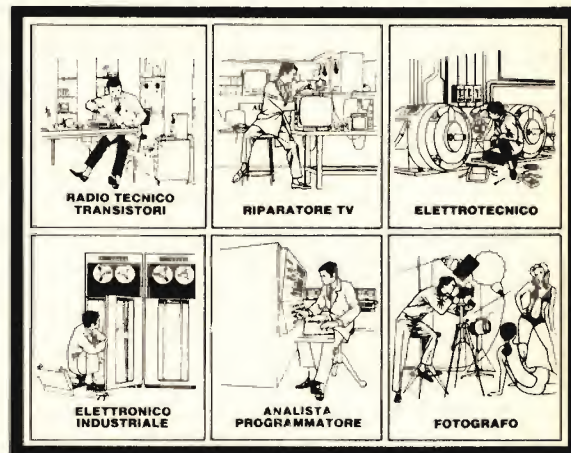 RADIO TECNICO
TRANSISTORI
RIPARATORE TV
ELETTROTECNICO
ELETTRONICO
INDUSTRIALE
ANALISTA
PROGRAMMATORE
FOTOGRAFO